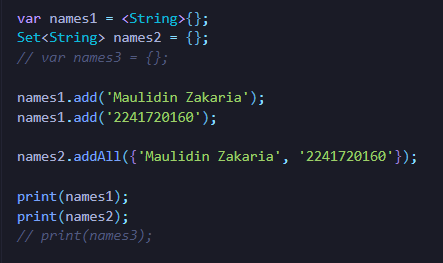 var names1 = <String>{};
Set<String> names2 = {};
// var names3 = {};
names1.add('Maulidin Zakaria');
names1.add('2241720160');
names2.addAll({'Maulidin Zakaria', '2241720160'});
print(names1);
print(names2);
// print(names3);